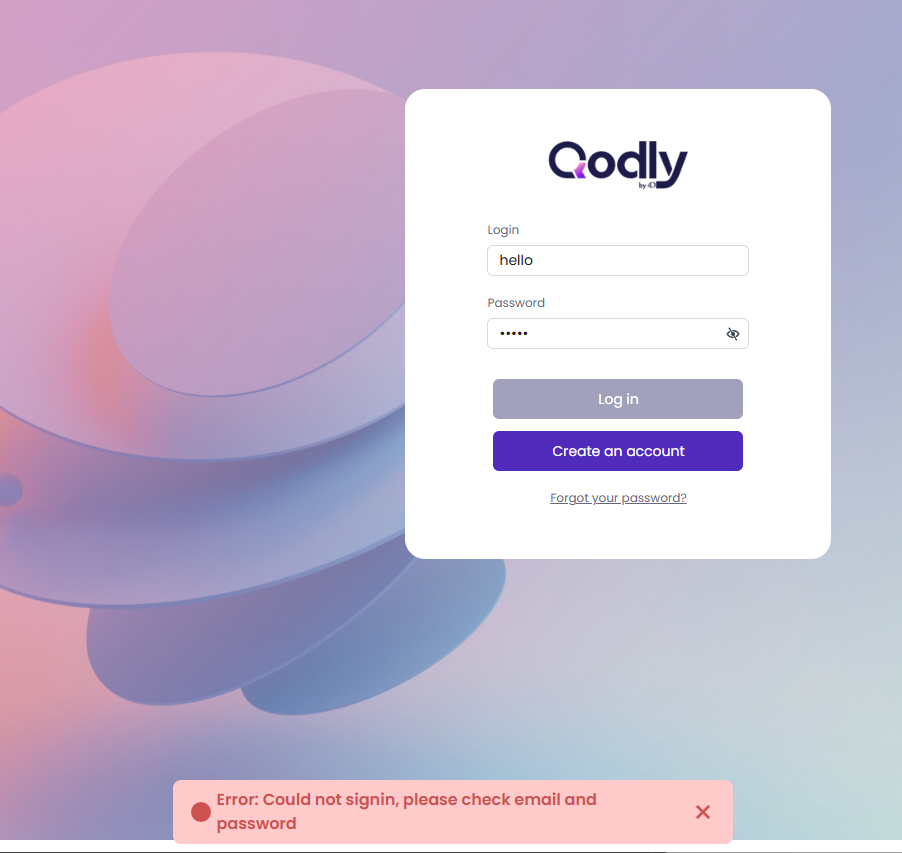 Qodly
by 4D
Login
hello
Password
•••••
Log in
Create an account
Forgot your password?
Error: Could not signin, please check email and
password